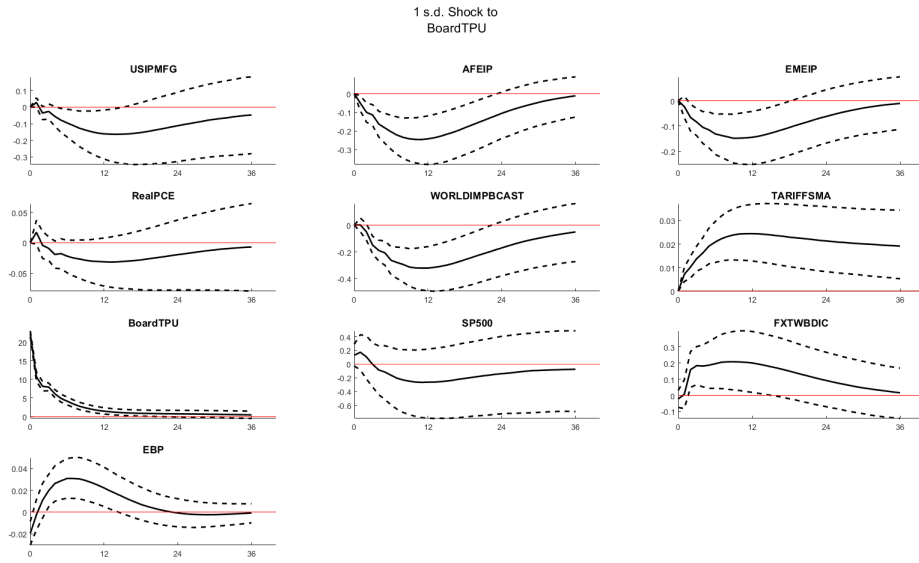 1 s.d. Shock to
BoardTPU
USIPMFG
0.1
0
-0.1
-0.2
-0.3
0 12 24 36
AFEIP
0
-0.1
-0.2
-0.3
0 12 24 36
EMEIP
0
-0.1
-0.2
0 12 24 36
RealPCE
0.05
0
-0.05
0 12 24 36
WORLDIMPBCAST
0
-0.2
-0.4
0 12 24 36
TARIFFSMA
0.03
0.02
0.01
0
0 12 24 36
BoardTPU
20
15
10
5
0
0 12 24 36
SP500
0.4
0.2
0
-0.2
-0.4
-0.6
0 12 24 36
FXTWBDIC
0.3
0.2
0.1
0
-0.1
0 12 24 36
EBP
0.04
0.02
0
-0.02
0 12 24 36